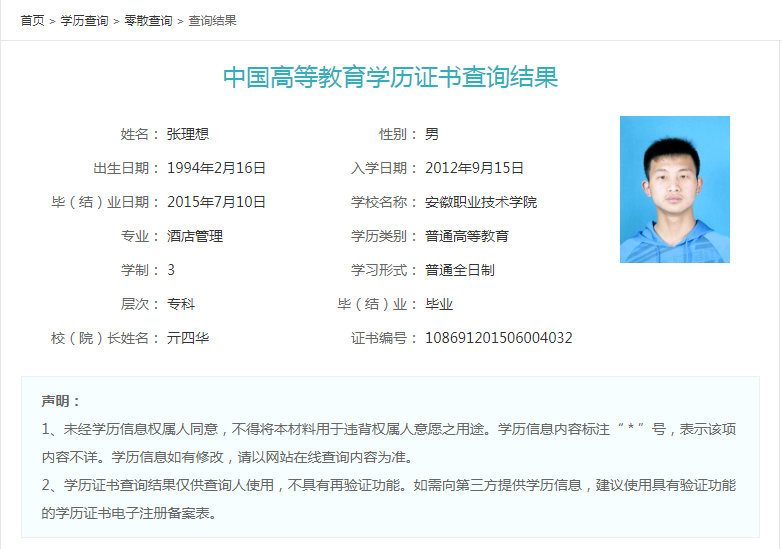 首页 > 学历查询 > 零散查询 > 查询结果
中国高等教育学历证书查询结果
姓名： 张理想 性别： 男
出生日期： 1994年2月16日 入学日期： 2012年9月15日
毕（结）业日期： 2015年7月10日 学校名称： 安徽职业技术学院
专业： 酒店管理 学历类别： 普通高等教育
学制： 3 学习形式： 普通全日制
层次： 专科 毕（结）业： 毕业
校（院）长姓名： 亓四华 证书编号： 108691201506004032
声明：
1、未经学历信息权属人同意，不得将本材料用于违背权属人意愿之用途。学历信息内容标注“ * ”号，表示该项
内容不详。学历信息如有修改，请以网站在线查询内容为准。
2、学历证书查询结果仅供查询人使用，不具有再验证功能。如需向第三方提供学历信息，建议使用具有验证功能
的学历证书电子注册备案表。